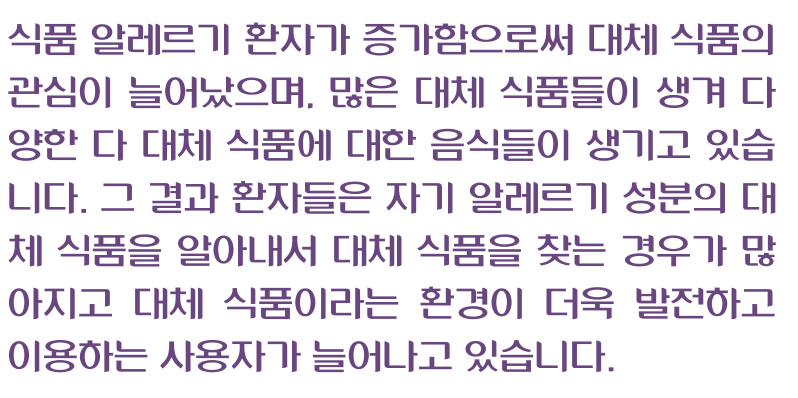 식품 알레르기 환자가 증가함으로써 대체 식품의
관심이 늘어났으며, 많은 대체 식품들이 생겨 다
양한 다 대체 식품에 대한 음식들이 생기고 있습
니다. 그 결과 환자들은 자기 알레르기 성분의 대
체 식품을 알아내서 대체 식품을 찾는 경우가 많
아지고 대체 식품이라는 환경이 더욱 발전하고
이용하는 사용자가 늘어나고 있습니다.